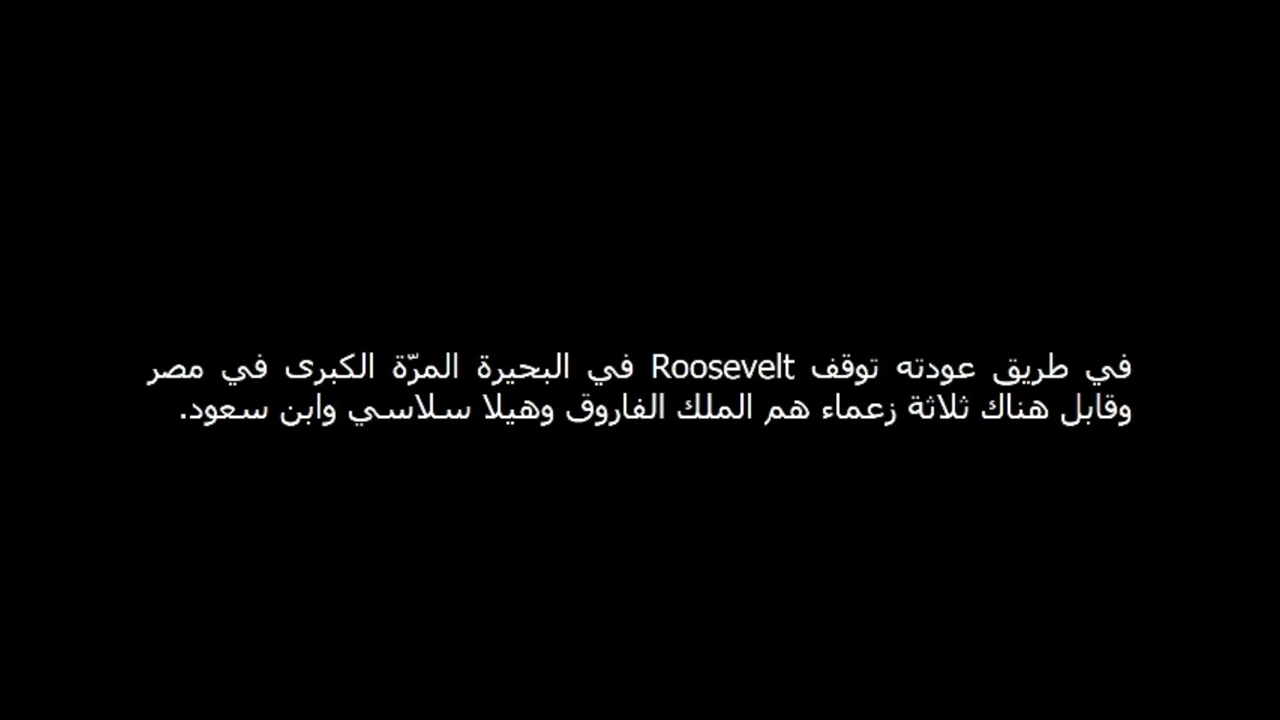 في طريق عودته توقف Roosevelt في البحيرة المرّة الكبرى في مصر
وقابل هناك ثلاثة زعماء هم الملك الفاروق وهيلا سلاسي وابن سعود.